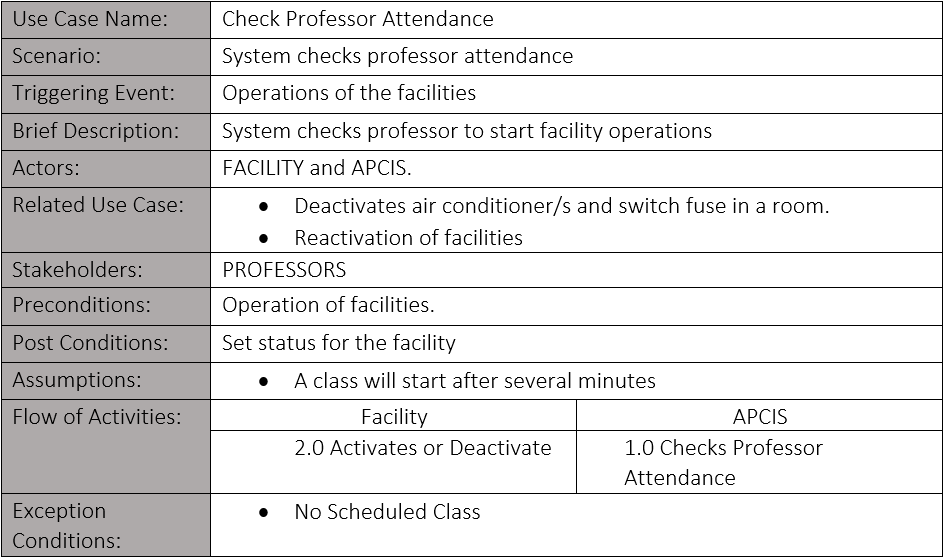 Use Case Name: Check Professor Attendance
Scenario: System checks professor attendance
Triggering Event: Operations of the facilities
Brief Description: System checks professor to start facility operations
Actors: FACILITY and APCIS.
Related Use Case: • Deactivates air conditioner/s and switch fuse in a room.
• Reactivation of facilities
Stakeholders: PROFESSORS
Preconditions: Operation of facilities.
Post Conditions: Set status for the facility
Assumptions: • A class will start after several minutes
Flow of Activities: Facility APCIS
2.0 Activates or Deactivate 1.0 Checks Professor
Attendance
Exception • No Scheduled Class
Conditions: